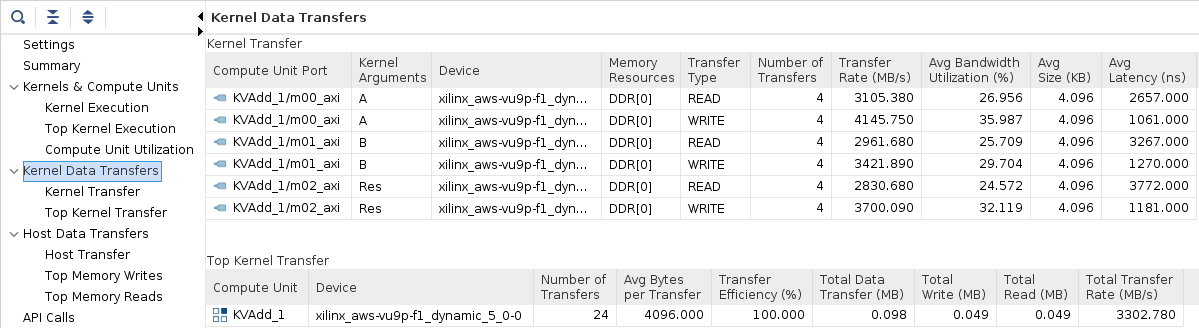 Kernel Data Transfers
Settings
Summary
Kernels & Compute Units
Kernel Execution
Top Kernel Execution
Compute Unit Utilization
Kernel Data Transfers
Kernel Transfer
Top Kernel Transfer
Host Data Transfers
Host Transfer
Top Memory Writes
Top Memory Reads
API Calls
Kernel Transfer
Compute Unit Port Kernel Arguments Device Memory Resources Transfer Type Number of Transfers Transfer Rate (MB/s) Avg Bandwidth Utilization (%) Avg Size (KB) Avg Latency (ns)
KVAdd_1/m00_axi A xilinx_aws-vu9p-f1_dyn... DDR[0] READ 4 3105.380 26.956 4.096 2657.000
KVAdd_1/m00_axi A xilinx_aws-vu9p-f1_dyn... DDR[0] WRITE 4 4145.750 35.987 4.096 1061.000
KVAdd_1/m01_axi B xilinx_aws-vu9p-f1_dyn... DDR[0] READ 4 2961.680 25.709 4.096 3267.000
KVAdd_1/m01_axi B xilinx_aws-vu9p-f1_dyn... DDR[0] WRITE 4 3421.890 29.704 4.096 1270.000
KVAdd_1/m02_axi Res xilinx_aws-vu9p-f1_dyn... DDR[0] READ 4 2830.680 24.572 4.096 3772.000
KVAdd_1/m02_axi Res xilinx_aws-vu9p-f1_dyn... DDR[0] WRITE 4 3700.090 32.119 4.096 1181.000
Top Kernel Transfer
Compute Unit Device Number of Transfers Avg Bytes per Transfer Transfer Efficiency (%) Total Data Transfer (MB) Total Write (MB) Total Read (MB) Total Transfer Rate (MB/s)
KVAdd_1 xilinx_aws-vu9p-f1_dynamic_5_0-0 24 4096.000 100.000 0.098 0.049 0.049 3302.780